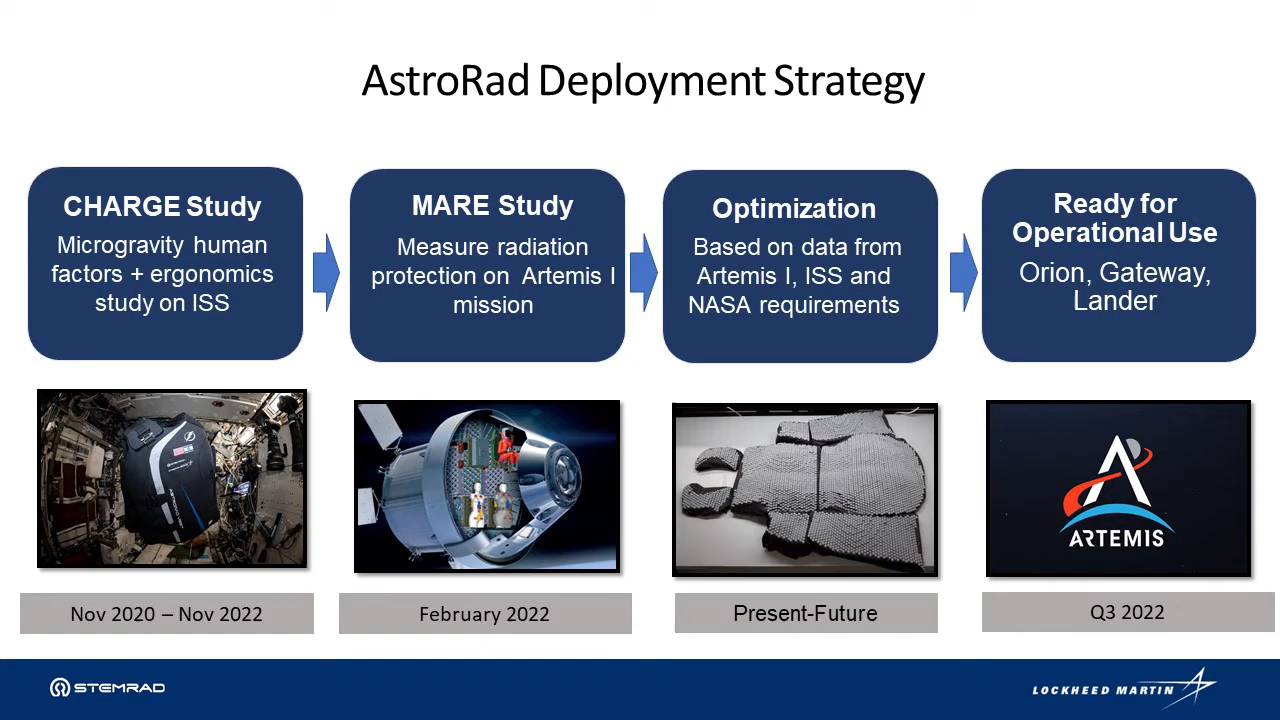 AstroRad Deployment Strategy
CHARGE Study
Microgravity human
factors + ergonomics
study on ISS
MARE Study
Measure radiation
protection on Artemis I
mission
Optimization
Based on data from
Artemis I, ISS and
NASA requirements
Ready for
Operational Use
Orion, Gateway,
Lander
ARTEMIS
Nov 2020 – Nov 2022
February 2022
Present-Future
Q3 2022
STEMRAD
LOCKHEED MARTIN